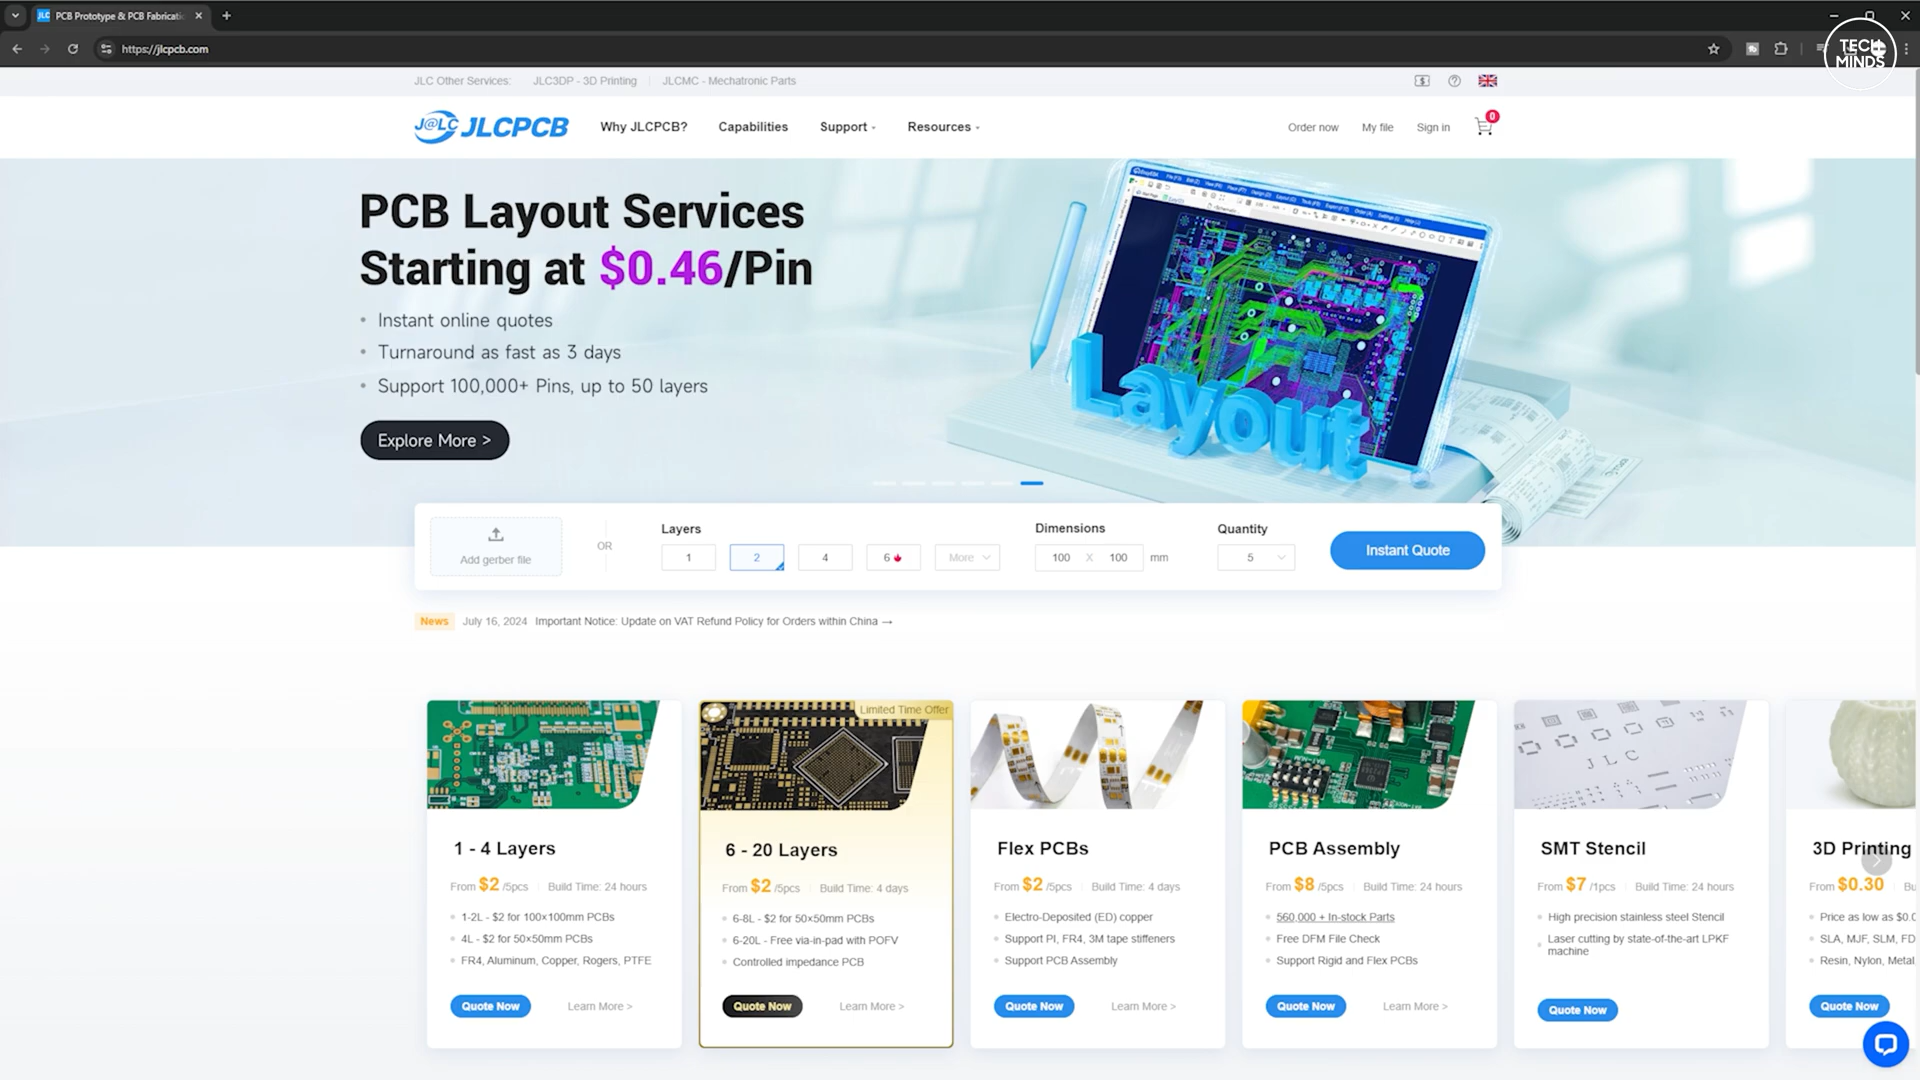 PCB Prototype & PCB Fabricatio
https://jlcpcb.com
TECH
MINDS
JLC Other Services:
JLC3DP - 3D Printing
JLCMC - Mechatronic Parts
J@LC JLCPCB
Why JLCPCB?
Capabilities
Support
Resources
Order now
My file
Sign in
0
PCB Layout Services
Starting at $0.46/Pin
• Instant online quotes
• Turnaround as fast as 3 days
• Support 100,000+ Pins, up to 50 layers
Explore More >
Layout
Add gerber file
OR
Layers
1
2
4
6
More
Dimensions
100 X 100 mm
Quantity
5
Instant Quote
News July 16, 2024 Important Notice: Update on VAT Refund Policy for Orders within China →
1 - 4 Layers
From $2 /5pcs
Build Time: 24 hours
1-2L - $2 for 100×100mm PCBs
4L - $2 for 50×50mm PCBs
FR4, Aluminum, Copper, Rogers, PTFE
Quote Now
Learn More >
Limited Time Offer
6 - 20 Layers
From $2 /5pcs
Build Time: 4 days
6-8L - $2 for 50×50mm PCBs
6-20L - Free via-in-pad with POFV
Controlled impedance PCB
Quote Now
Learn More >
Flex PCBs
From $2 /5pcs
Build Time: 4 days
Electro-Deposited (ED) copper
Support PI, FR4, 3M tape stiffeners
Support PCB Assembly
Quote Now
Learn More >
PCB Assembly
From $8 /5pcs
Build Time: 24 hours
560,000 + In-stock Parts
Free DFM File Check
Support Rigid and Flex PCBs
Quote Now
Learn More >
JLC
SMT Stencil
From $7 /1pcs
Build Time: 24 hours
High precision stainless steel Stencil
Laser cutting by state-of-the-art LPKF
machine
Quote Now
3D Printing
From $0.30
Bu
Price as low as $0.0
SLA, MJF, SLM, FD
Resin, Nylon, Metal
Quote Now